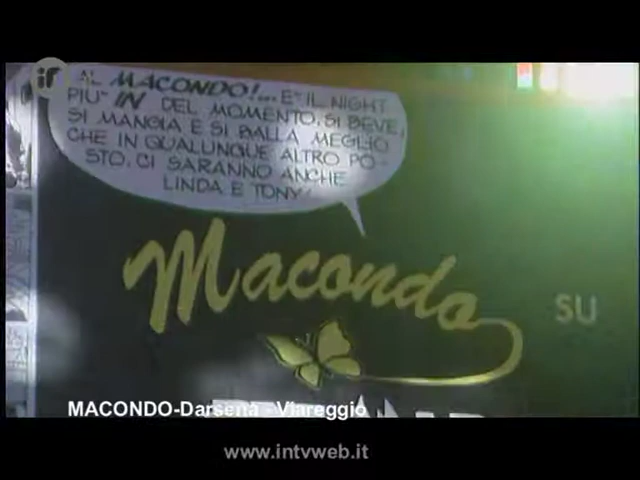 AL MACONDO!... E' IL NIGHT
PIU' IN DEL MOMENTO. SI BEVE,
SI MANGIA E SI BALLA MEGLIO
CHE IN QUALUNQUE ALTRO PO-
STO. CI SARANNO ANCHE
LINDA E TONY
Macondo
SU
MACONDO-Darsena - Viareggio
www.intvweb.it